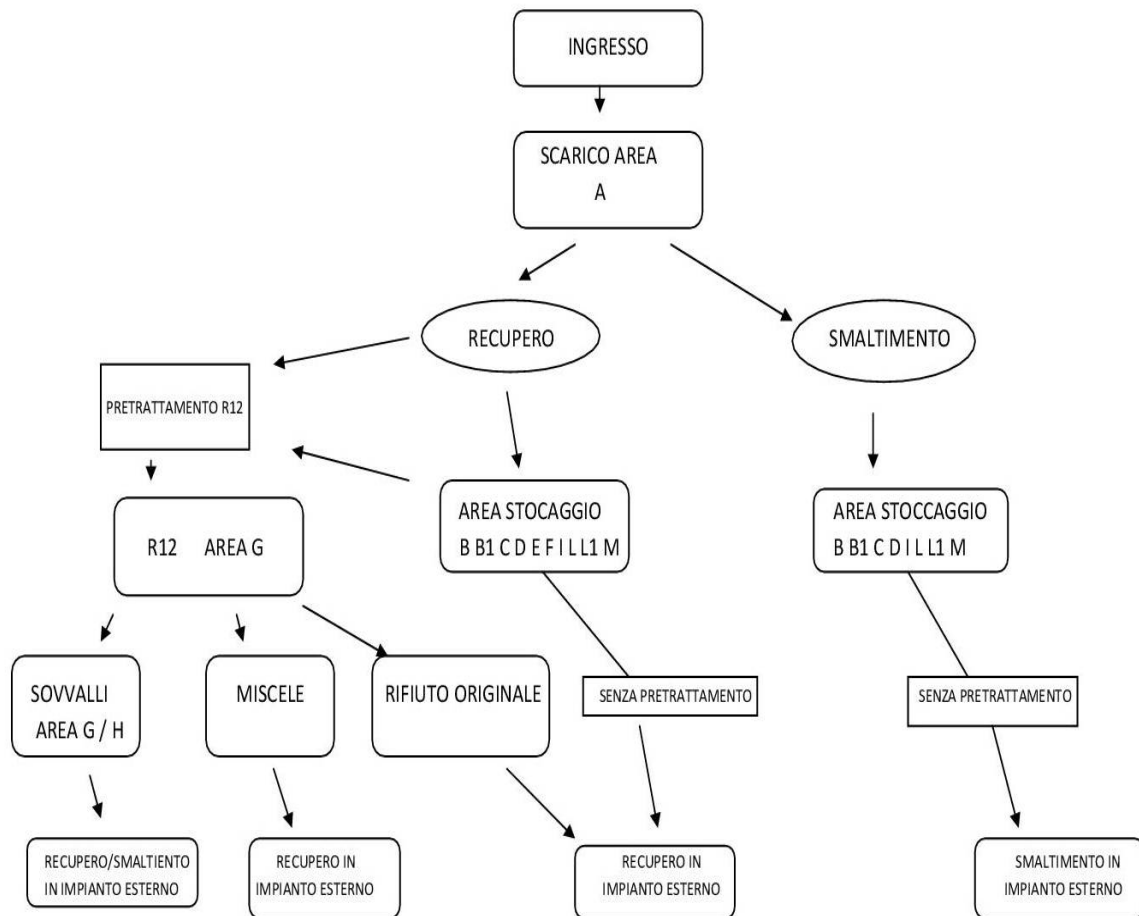 INGRESSO
SCARICO AREA
A
RECUPERO
SMALTIMENTO
PRETRATTAMENTO R12
R12 AREA G
AREA STOCAGGIO
B B1 C D E F I L L1 M
AREA STOCCAGGIO
B B1 C D I L L1 M
SOVVALLI
AREA G / H
MISCELE
RIFIUTO ORIGINALE
SENZA PRETRATTAMENTO
SENZA PRETRATTAMENTO
RECUPERO/SMALTIENTO
IN IMPIANTO ESTERNO
RECUPERO IN
IMPIANTO ESTERNO
RECUPERO IN
IMPIANTO ESTERNO
SMALTIMENTO IN
IMPIANTO ESTERNO